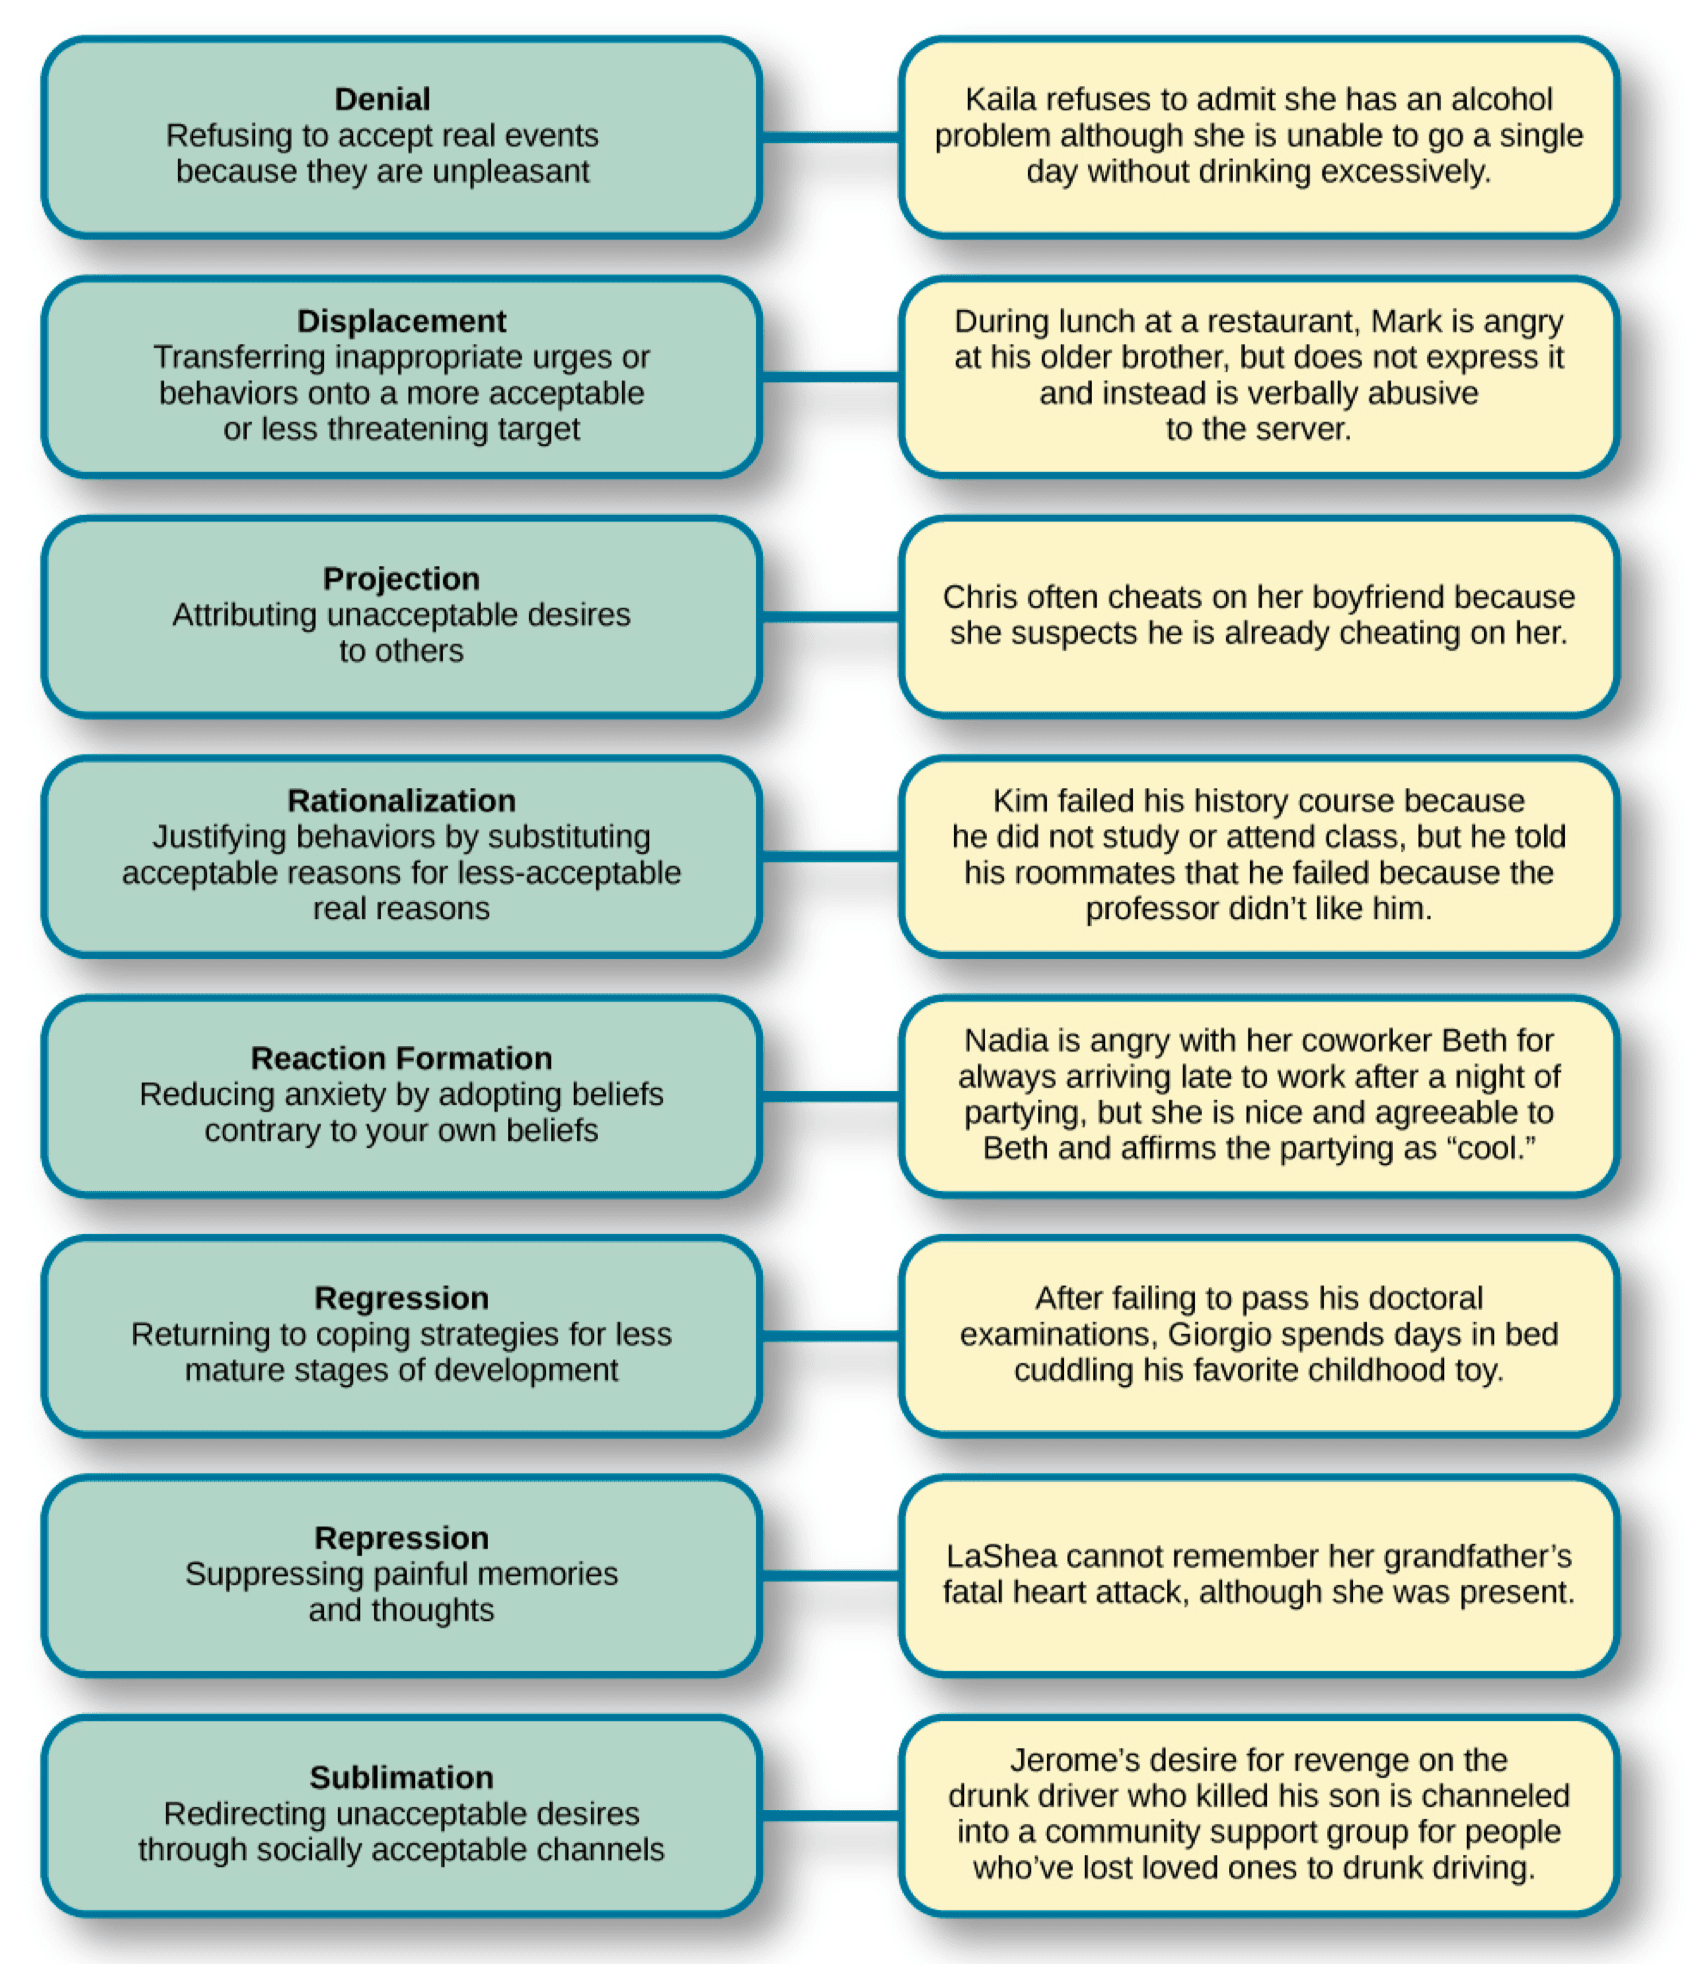 Denial
Refusing to accept real events
because they are unpleasant
Kaila refuses to admit she has an alcohol
problem although she is unable to go a single
day without drinking excessively.
Displacement
Transferring inappropriate urges or
behaviors onto a more acceptable
or less threatening target
During lunch at a restaurant, Mark is angry
at his older brother, but does not express it
and instead is verbally abusive
to the server.
Projection
Attributing unacceptable desires
to others
Chris often cheats on her boyfriend because
she suspects he is already cheating on her.
Rationalization
Justifying behaviors by substituting
acceptable reasons for less-acceptable
real reasons
Kim failed his history course because
he did not study or attend class, but he told
his roommates that he failed because the
professor didn’t like him.
Reaction Formation
Reducing anxiety by adopting beliefs
contrary to your own beliefs
Nadia is angry with her coworker Beth for
always arriving late to work after a night of
partying, but she is nice and agreeable to
Beth and affirms the partying as “cool.”
Regression
Returning to coping strategies for less
mature stages of development
After failing to pass his doctoral
examinations, Giorgio spends days in bed
cuddling his favorite childhood toy.
Repression
Suppressing painful memories
and thoughts
LaShea cannot remember her grandfather’s
fatal heart attack, although she was present.
Sublimation
Redirecting unacceptable desires
through socially acceptable channels
Jerome’s desire for revenge on the
drunk driver who killed his son is channeled
into a community support group for people
who’ve lost loved ones to drunk driving.